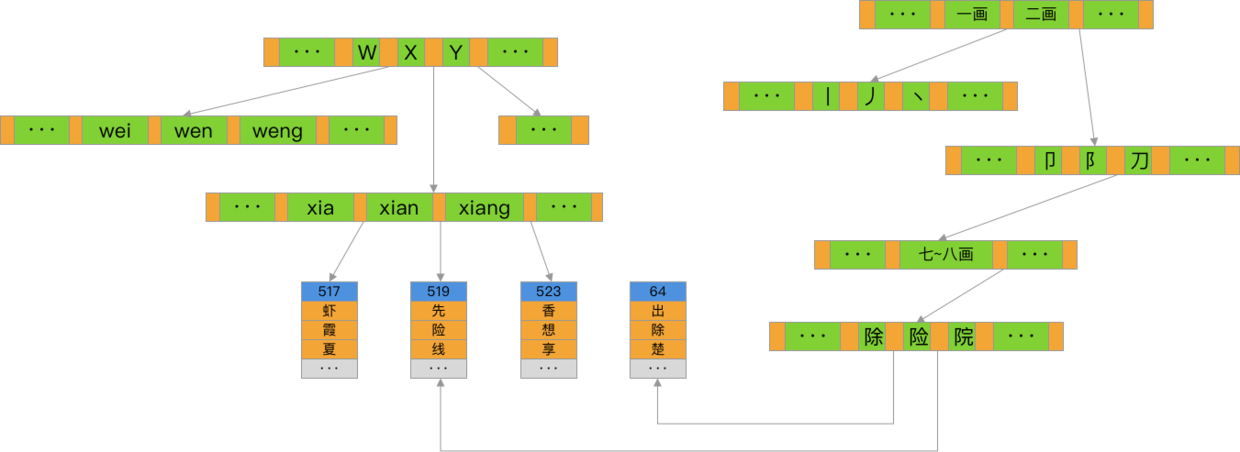 ··· W X Y ···
··· wei wen weng ···
···
··· xia xian xiang ···
517
虾
霞
夏
···
519
先
险
线
···
523
香
想
享
···
64
出
除
楚
···
··· 一画 二画 ···
··· 丨 丿 丶 ···
··· 卩 阝 刀 ···
··· 七~八画 ···
··· 除 险 院 ···